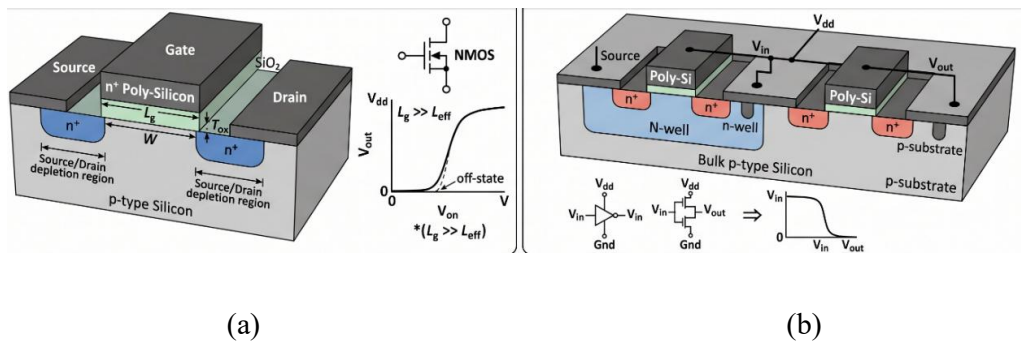 Gate
Source
SiO₂
Drain
n⁺ Poly-Silicon
L_g
T_ox
W
n⁺
n⁺
Source/Drain
depletion region
Source/Drain
depletion region
p-type Silicon
NMOS
V_dd
L_g >> L_eff
V_out
off-state
0
V_on
V
*(L_g >> L_eff)
(a)
V_dd
Source
V_in
V_out
Poly-Si
Poly-Si
n⁺
n⁺
n⁺
n⁺
N-well
n-well
p-substrate
Bulk p-type Silicon
p-substrate
V_dd
V_in
V_in
Gnd
V_dd
V_in
V_out
Gnd
⇒
V_in
0
V_in
V_out
(b)